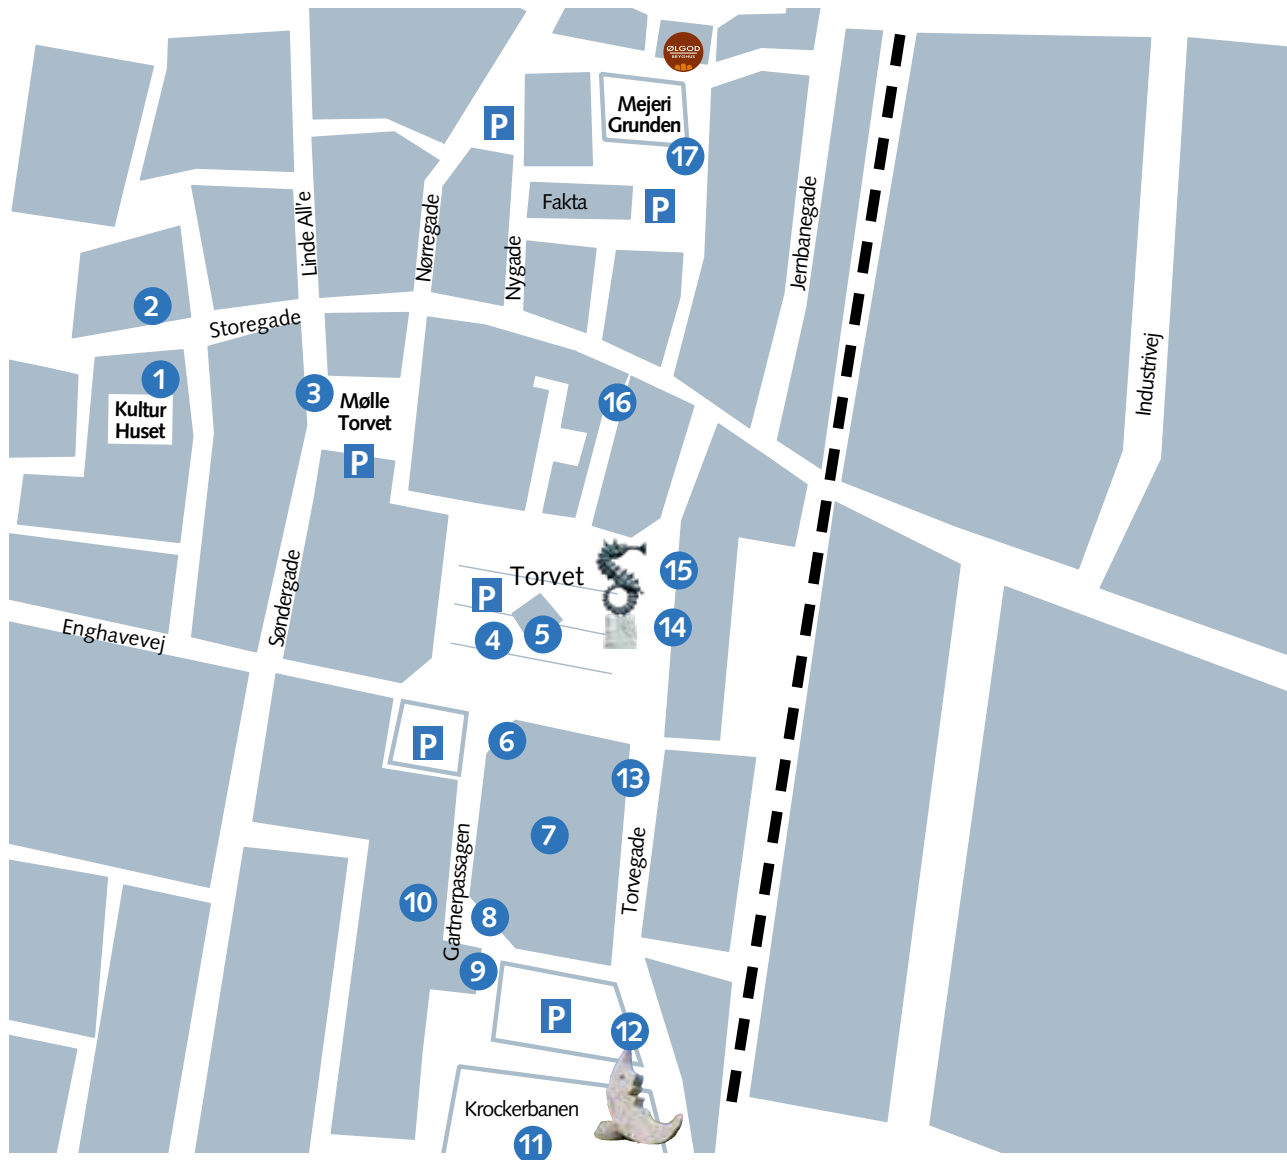 ØLGOD
BRYGHUS
Mejeri
Grunden
P
17
Fakta
P
Linde All'e
Nørregade
Nygade
Jernbanegade
Industrivej
2
Storegade
1
Kultur
Huset
3
Mølle
Torvet
P
16
Torvet
P
15
4
5
14
Søndergade
Enghavevej
P
6
13
7
Torvegade
Gartnerpassagen
10
8
9
P
12
Krockerbanen
11